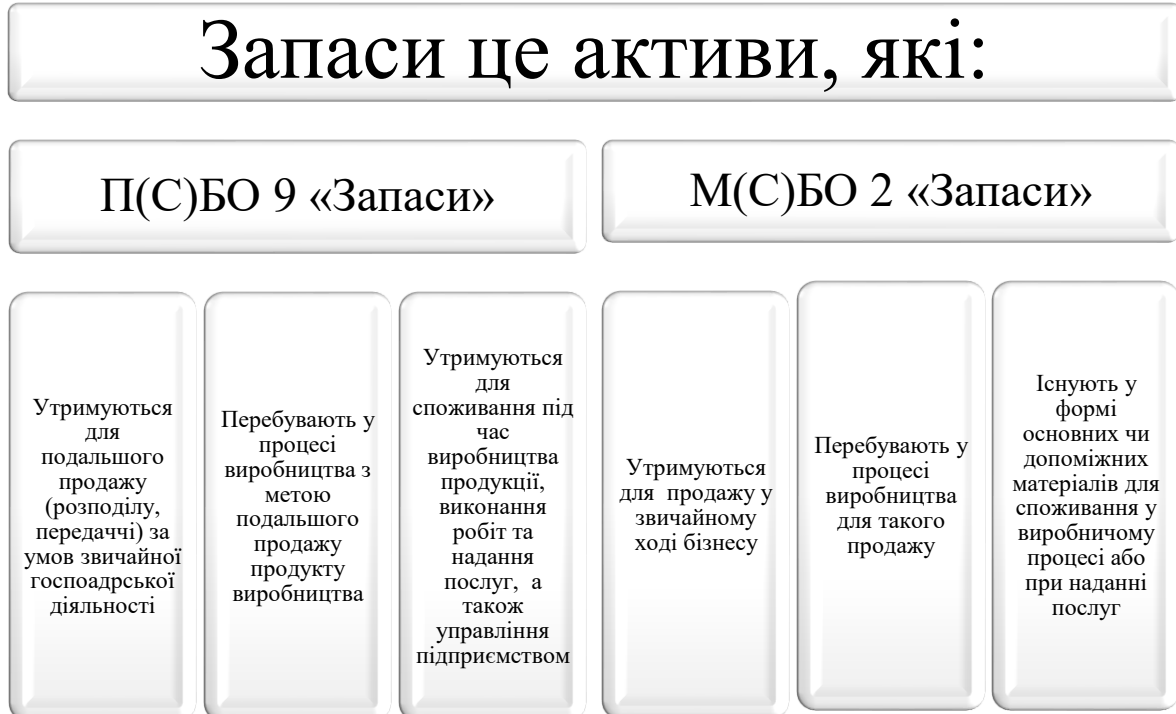 Запаси це активи, які:
П(С)БО 9 «Запаси»
М(С)БО 2 «Запаси»
Утримуються
для
подальшого
продажу
(розподілу,
передаччі) за
умов звичайної
госпоадрської
діяльності
Перебувають у
процесі
виробництва з
метою
подальшого
продажу
продукту
виробництва
Утримуються
для
споживання під
час
виробництва
продукції,
виконання
робіт та
надання
послуг, а
також
управління
підприємством
Утримуються
для продажу у
звичайному
ході бізнесу
Перебувають у
процесі
виробництва
для такого
продажу
Існують у
формі
основних чи
допоміжних
матеріалів для
споживання у
виробничому
процесі або
при наданні
послуг